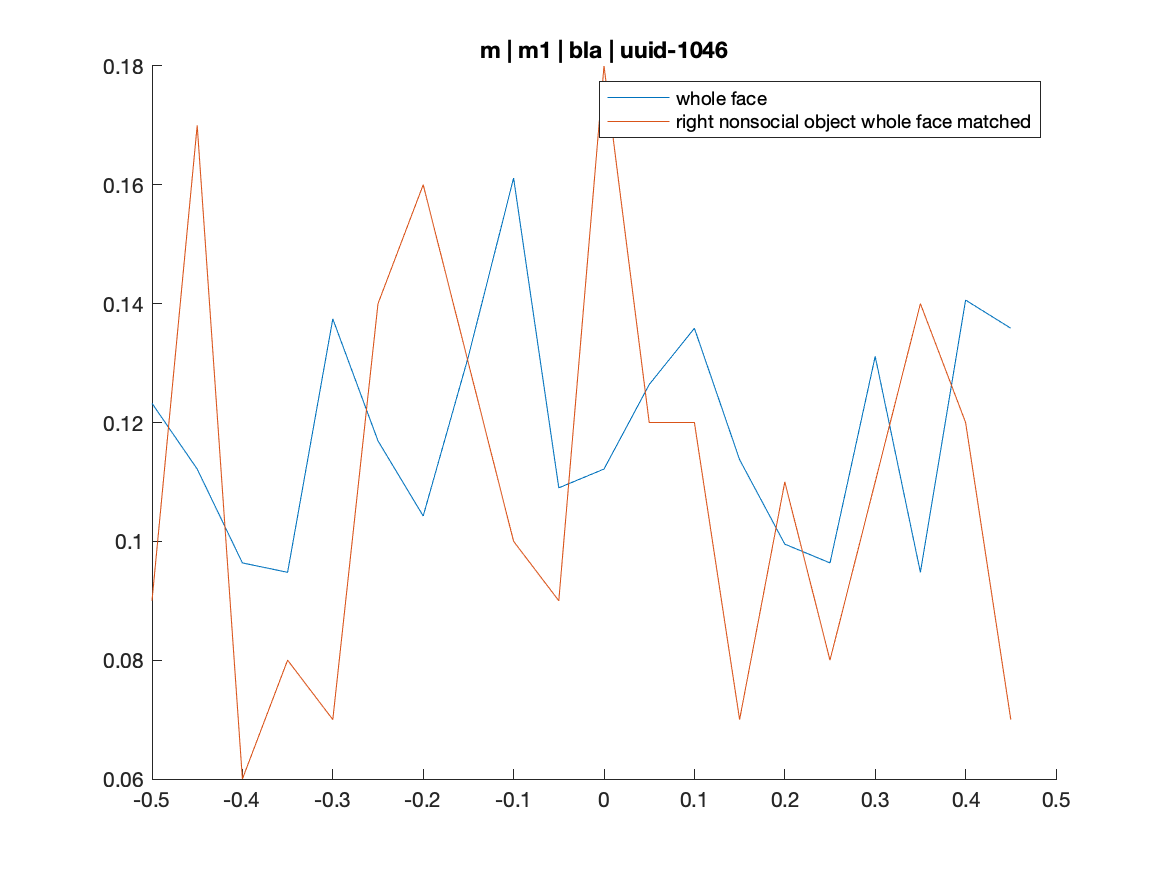 m | m1 | bla | uuid-1046
0.18
whole face
right nonsocial object whole face matched
0.16
0.14
0.12
0.1
0.08
0.06
-0.5 -0.4 -0.3 -0.2 -0.1 0 0.1 0.2 0.3 0.4 0.5